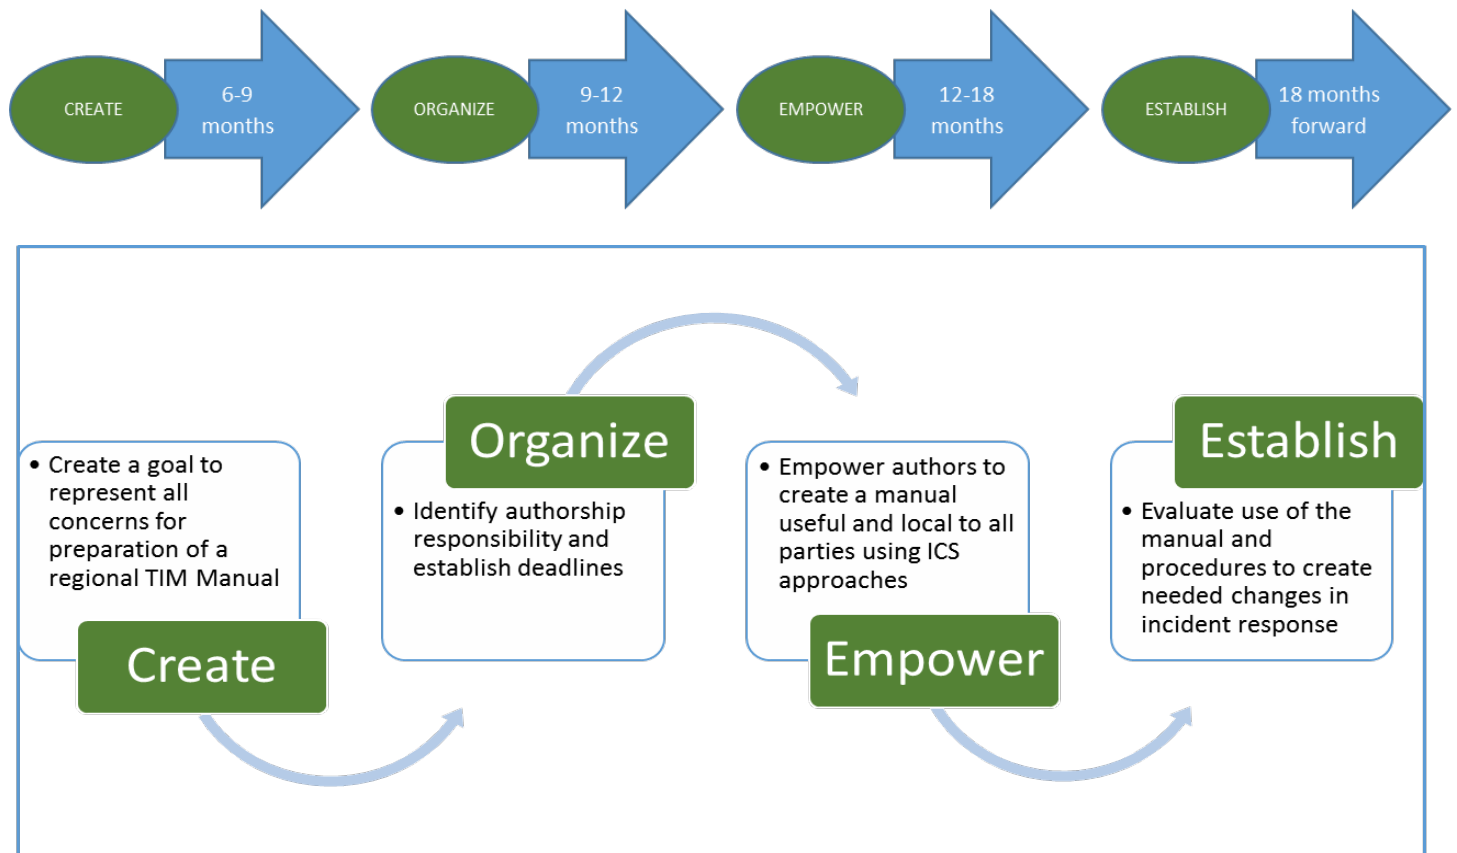 CREATE
6-9
months
ORGANIZE
9-12
months
EMPOWER
12-18
months
ESTABLISH
18 months
forward
• Create a goal to
represent all
concerns for
preparation of a
regional TIM Manual
Create
Organize
• Identify authorship
responsibility and
establish deadlines
• Empower authors to
create a manual
useful and local to all
parties using ICS
approaches
Empower
Establish
• Evaluate use of the
manual and
procedures to create
needed changes in
incident response